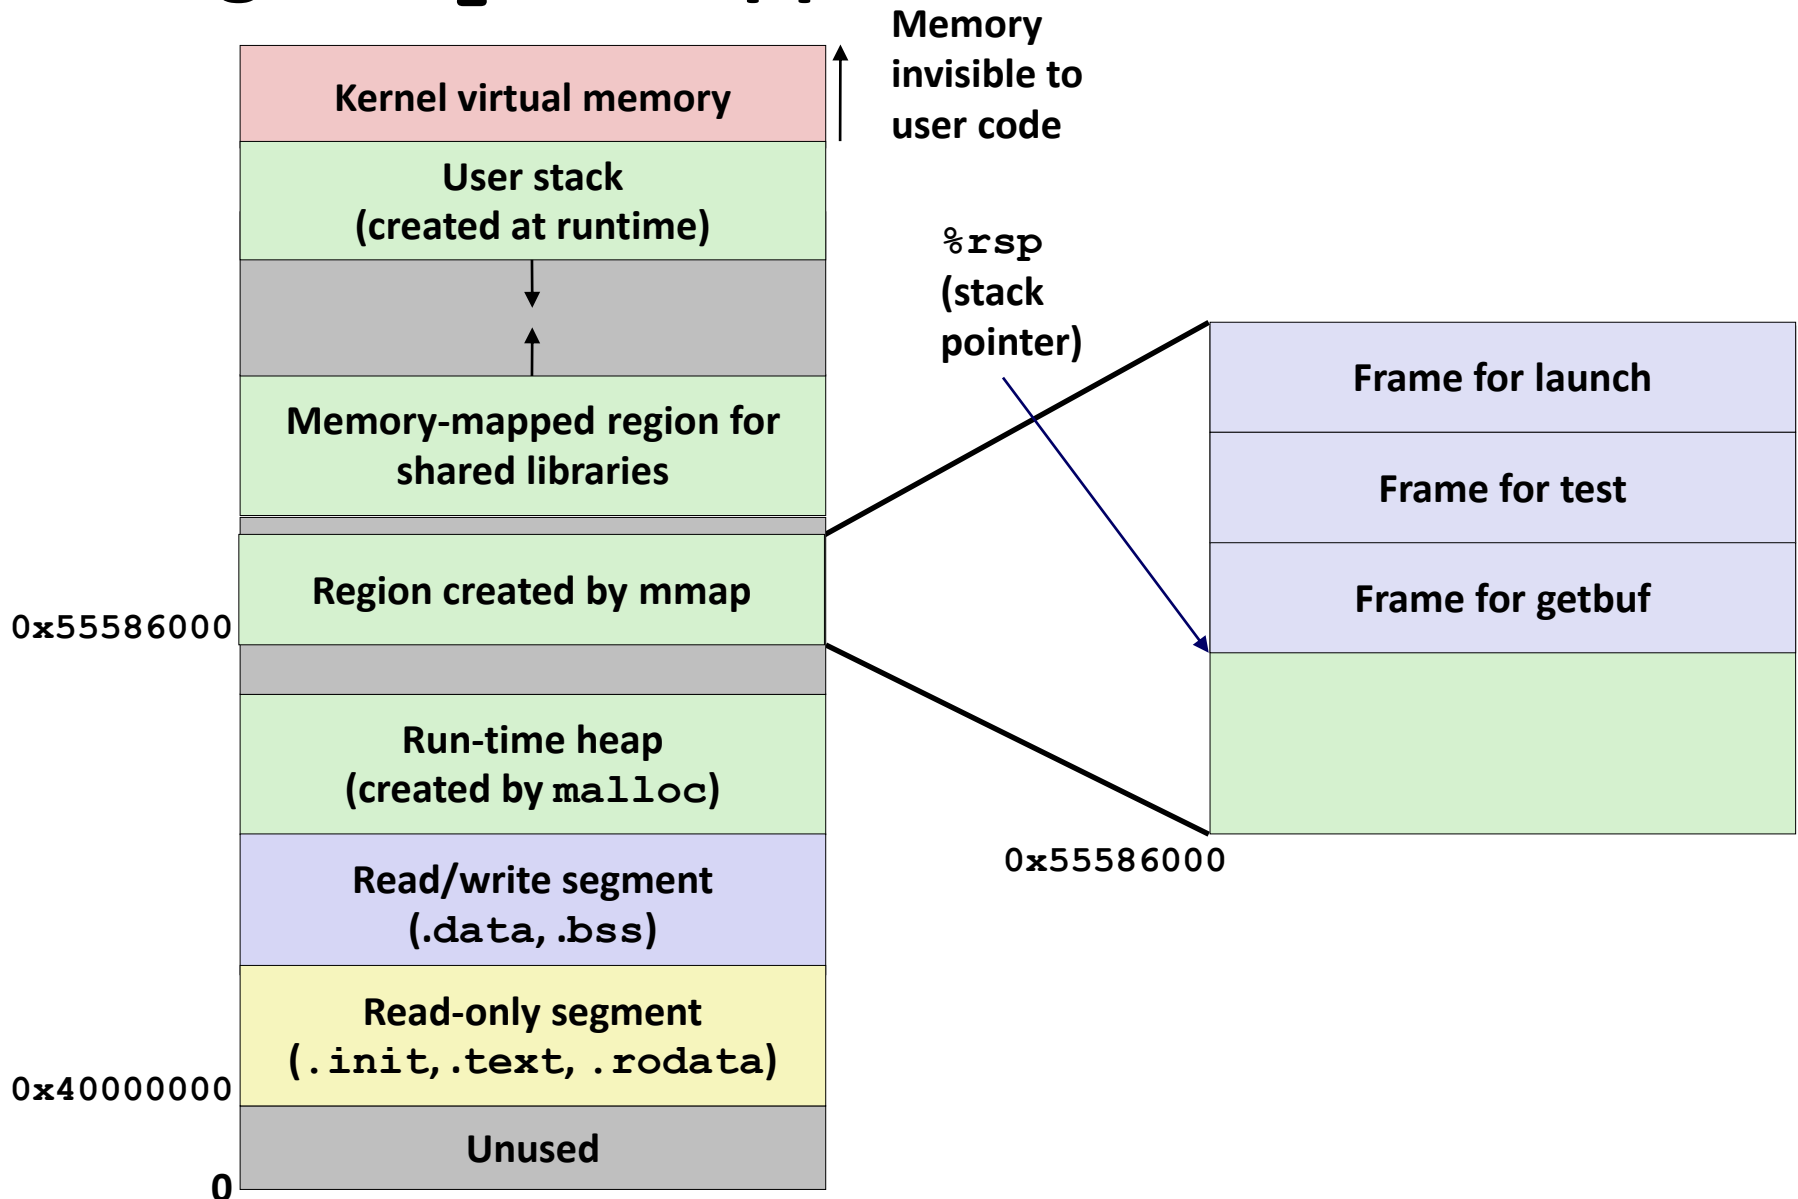 Memory
invisible to
user code
Kernel virtual memory
User stack
(created at runtime)
%rsp
(stack
pointer)
Memory-mapped region for
shared libraries
Region created by mmap
0x55586000
Run-time heap
(created by malloc)
Read/write segment
(.data, .bss)
Read-only segment
(.init, .text, .rodata)
0x40000000
Unused
0
Frame for launch
Frame for test
Frame for getbuf
0x55586000